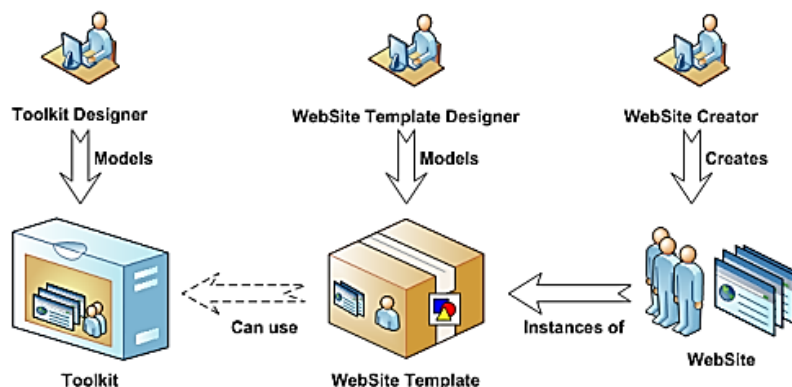 Toolkit Designer
WebSite Template Designer
WebSite Creator
Models
Models
Creates
Can use
Instances of
Toolkit
WebSite Template
WebSite